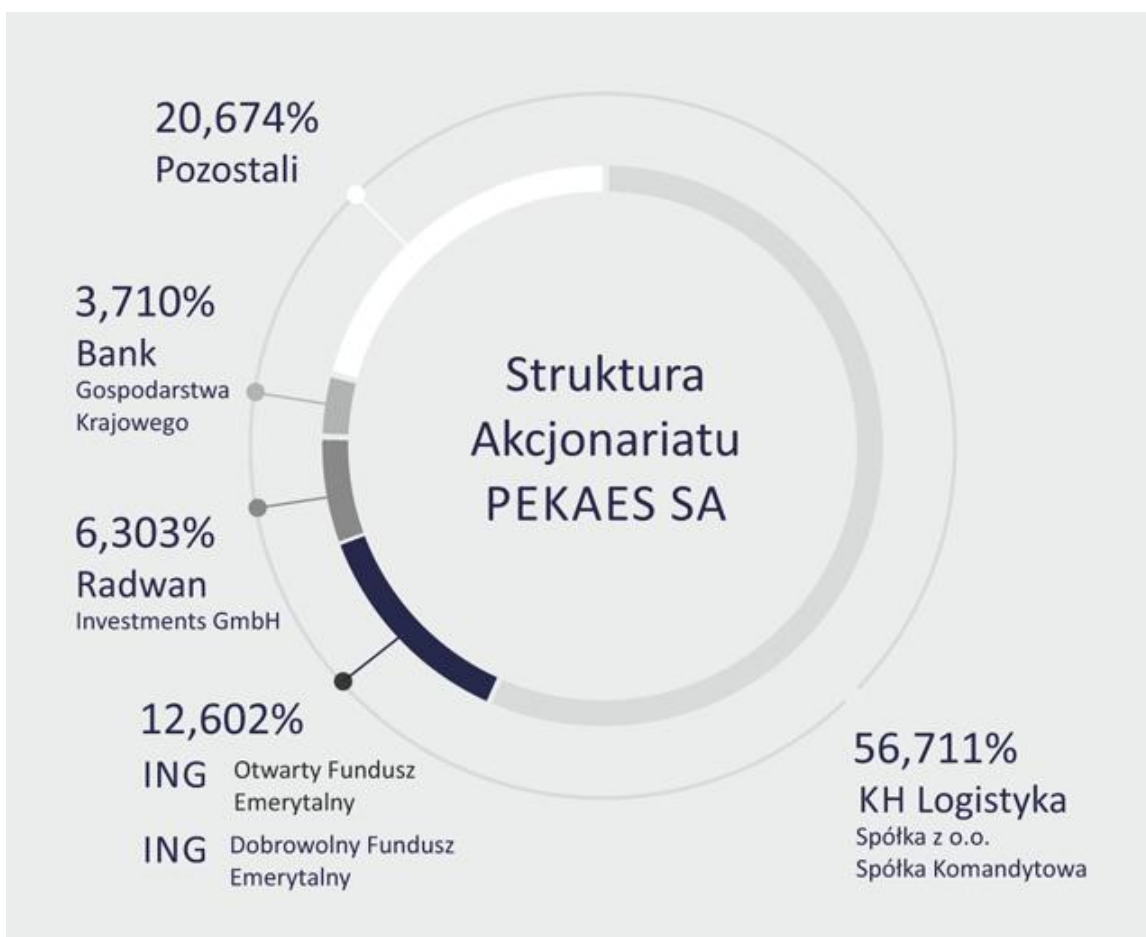 20,674%
Pozostali
3,710%
Bank
Gospodarstwa
Krajowego
6,303%
Radwan
Investments GmbH
12,602%
ING Otwarty Fundusz
Emerytalny
ING Dobrowolny Fundusz
Emerytalny
Struktura
Akcjonariatu
PEKAES SA
56,711%
KH Logistyka
Spółka z o.o.
Spółka Komandytowa